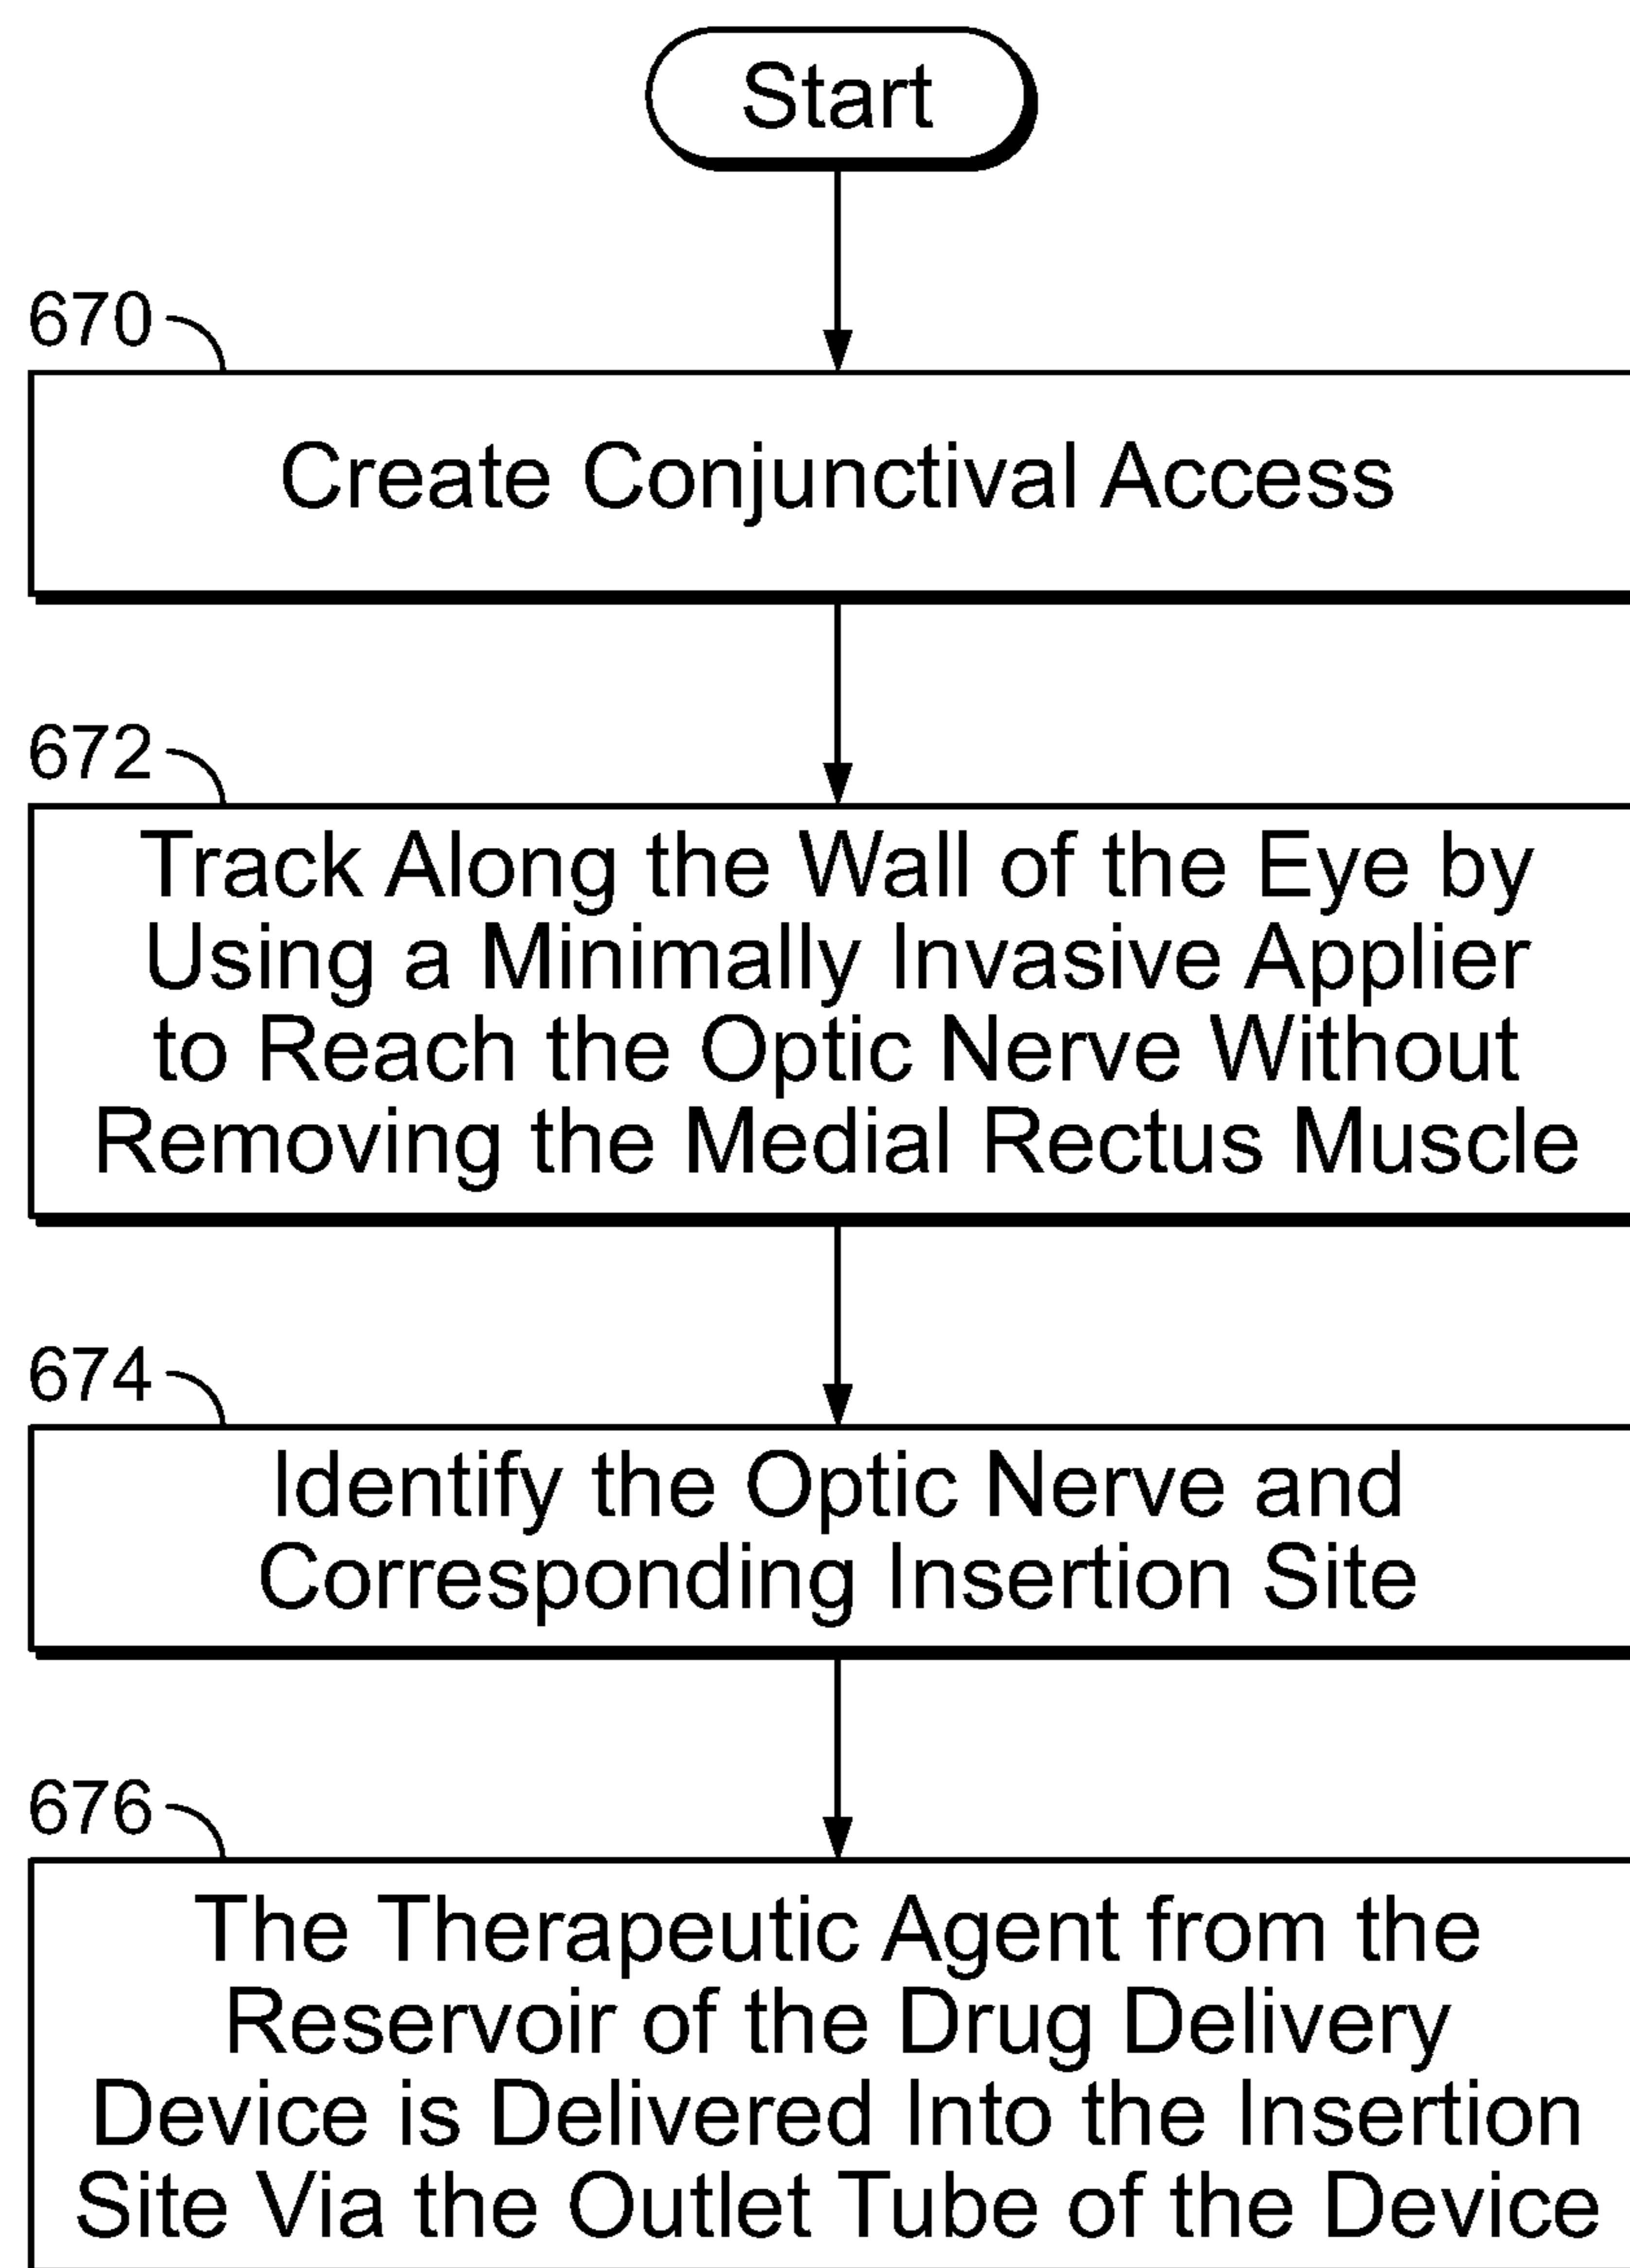 Start
670
Create Conjunctival Access
672
Track Along the Wall of the Eye by
Using a Minimally Invasive Applier
to Reach the Optic Nerve Without
Removing the Medial Rectus Muscle
674
Identify the Optic Nerve and
Corresponding Insertion Site
676
The Therapeutic Agent from the
Reservoir of the Drug Delivery
Device is Delivered Into the Insertion
Site Via the Outlet Tube of the Device